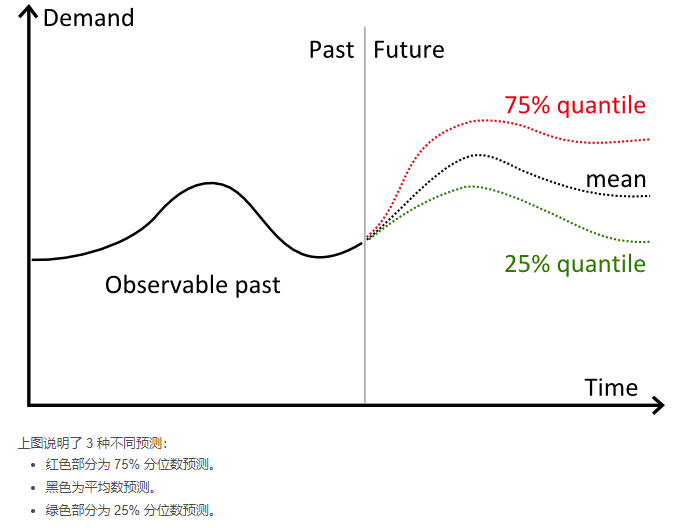 Demand
Past
Future
75% quantile
mean
Observable past
25% quantile
Time
上图说明了 3 种不同预测：
• 红色部分为 75% 分位数预测。
• 黑色为平均数预测。
• 绿色部分为 25% 分位数预测。